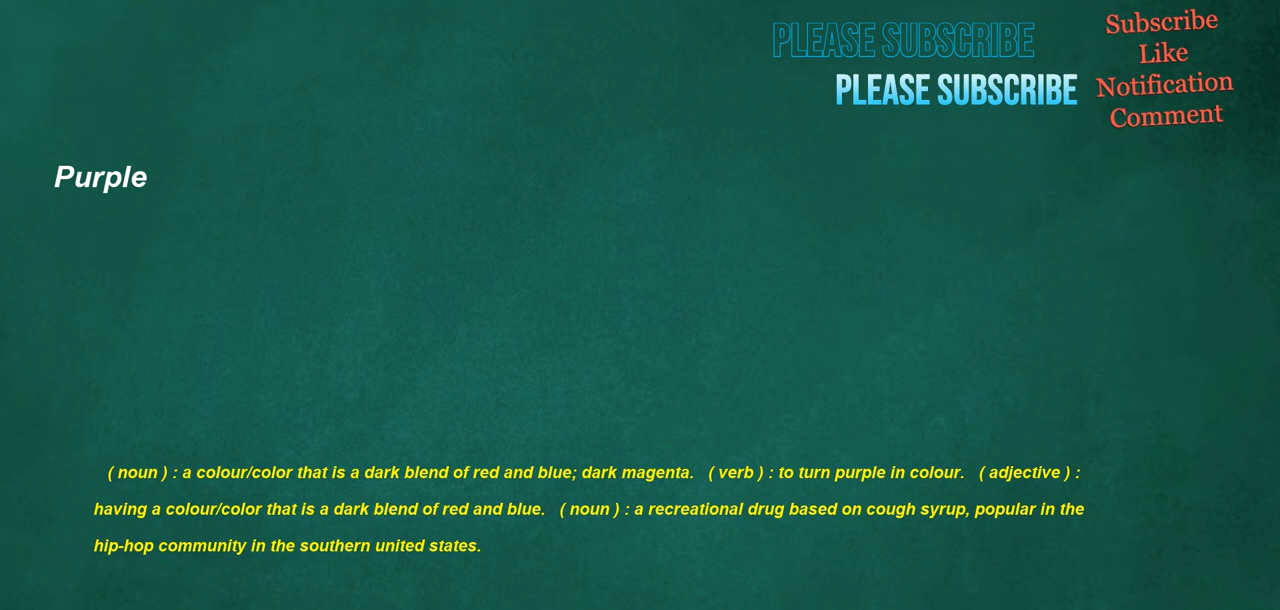 PLEASE SUBSCRIBE
PLEASE SUBSCRIBE
Subscribe
Like
Notification
Comment
Purple
( noun ) : a colour/color that is a dark blend of red and blue; dark magenta. ( verb ) : to turn purple in colour. ( adjective ) :
having a colour/color that is a dark blend of red and blue. ( noun ) : a recreational drug based on cough syrup, popular in the
hip-hop community in the southern united states.